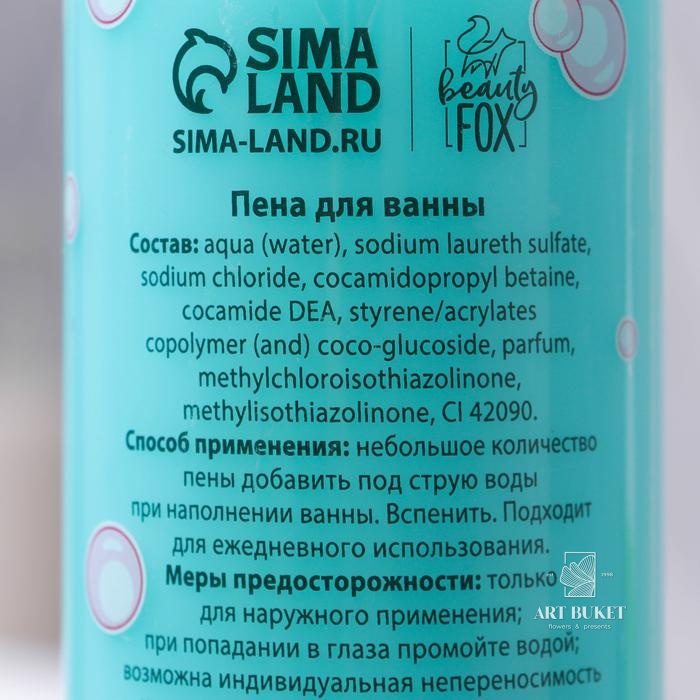 SIMA
LAND
SIMA-LAND.RU
beauty
FOX
Пена для ванны
Состав: aqua (water), sodium laureth sulfate,
sodium chloride, cocamidopropyl betaine,
cocamide DEA, styrene/acrylates
copolymer (and) coco-glucoside, parfum,
methylchloroisothiazolinone,
methylisothiazolinone, CI 42090.
Способ применения: небольшое количество
пены добавить под струю воды
при наполнении ванны. Вспенить. Подходит
для ежедневного использования.
Меры предосторожности: только
для наружного применения;
при попадании в глаза промойте водой;
возможна индивидуальная непереносимость
ART BUKET
flowers & presents